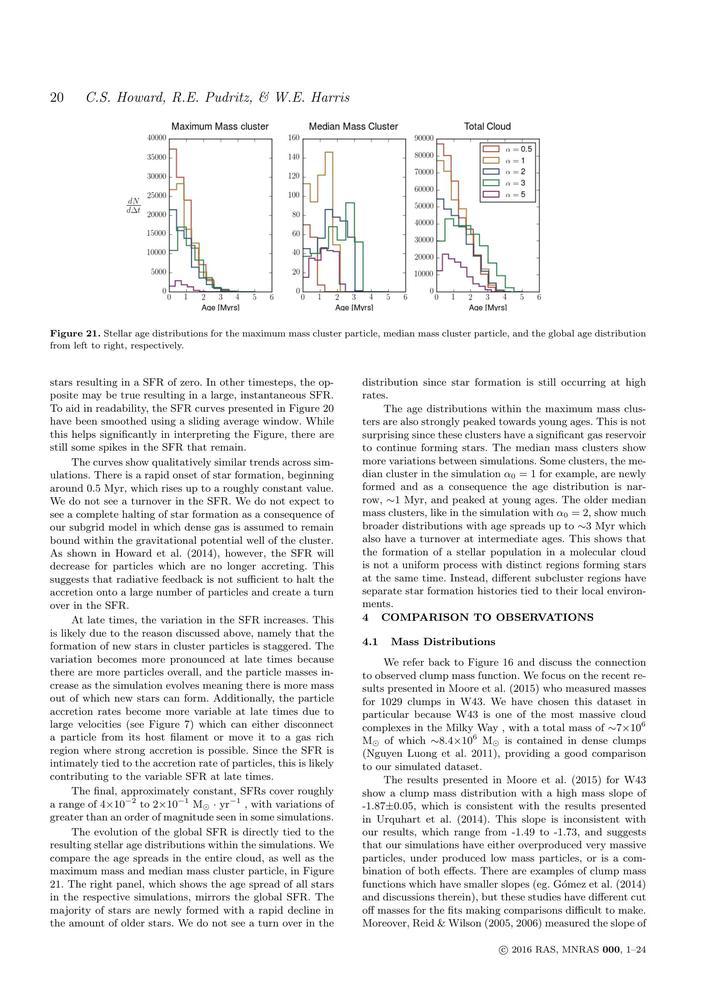 20 C.S. Howard, R.E. Pudritz, & W.E. Harris
Maximum Mass cluster
Median Mass Cluster
Total Cloud
40000
35000
30000
25000
20000
15000
10000
5000
0
dN
dΔt
0 1 2 3 4 5 6
Age [Myrs]
160
140
120
100
80
60
40
20
0
0 1 2 3 4 5 6
Age [Myrs]
90000
80000
70000
60000
50000
40000
30000
20000
10000
0
0 1 2 3 4 5 6
Age [Myrs]
α = 0.5
α = 1
α = 2
α = 3
α = 5
Figure 21. Stellar age distributions for the maximum mass cluster particle, median mass cluster particle, and the global age distribution
from left to right, respectively.
stars resulting in a SFR of zero. In other timesteps, the op-
posite may be true resulting in a large, instantaneous SFR.
To aid in readability, the SFR curves presented in Figure 20
have been smoothed using a sliding average window. While
this helps significantly in interpreting the Figure, there are
still some spikes in the SFR that remain.
The curves show qualitatively similar trends across sim-
ulations. There is a rapid onset of star formation, beginning
around 0.5 Myr, which rises up to a roughly constant value.
We do not see a turnover in the SFR. We do not expect to
see a complete halting of star formation as a consequence of
our subgrid model in which dense gas is assumed to remain
bound within the gravitational potential well of the cluster.
As shown in Howard et al. (2014), however, the SFR will
decrease for particles which are no longer accreting. This
suggests that radiative feedback is not sufficient to halt the
accretion onto a large number of particles and create a turn
over in the SFR.
At late times, the variation in the SFR increases. This
is likely due to the reason discussed above, namely that the
formation of new stars in cluster particles is staggered. The
variation becomes more pronounced at late times because
there are more particles overall, and the particle masses in-
crease as the simulation evolves meaning there is more mass
out of which new stars can form. Additionally, the particle
accretion rates become more variable at late times due to
large velocities (see Figure 7) which can either disconnect
a particle from its host filament or move it to a gas rich
region where strong accretion is possible. Since the SFR is
intimately tied to the accretion rate of particles, this is likely
contributing to the variable SFR at late times.
The final, approximately constant, SFRs cover roughly
a range of 4×10⁻² to 2×10⁻¹ M⊙ · yr⁻¹ , with variations of
greater than an order of magnitude seen in some simulations.
The evolution of the global SFR is directly tied to the
resulting stellar age distributions within the simulations. We
compare the age spreads in the entire cloud, as well as the
maximum mass and median mass cluster particle, in Figure
21. The right panel, which shows the age spread of all stars
in the respective simulations, mirrors the global SFR. The
majority of stars are newly formed with a rapid decline in
the amount of older stars. We do not see a turn over in the
distribution since star formation is still occurring at high
rates.
The age distributions within the maximum mass clus-
ters are also strongly peaked towards young ages. This is not
surprising since these clusters have a significant gas reservoir
to continue forming stars. The median mass clusters show
more variations between simulations. Some clusters, the me-
dian cluster in the simulation α₀ = 1 for example, are newly
formed and as a consequence the age distribution is nar-
row, ∼1 Myr, and peaked at young ages. The older median
mass clusters, like in the simulation with α₀ = 2, show much
broader distributions with age spreads up to ∼3 Myr which
also have a turnover at intermediate ages. This shows that
the formation of a stellar population in a molecular cloud
is not a uniform process with distinct regions forming stars
at the same time. Instead, different subcluster regions have
separate star formation histories tied to their local environ-
ments.
4 COMPARISON TO OBSERVATIONS
4.1 Mass Distributions
We refer back to Figure 16 and discuss the connection
to observed clump mass function. We focus on the recent re-
sults presented in Moore et al. (2015) who measured masses
for 1029 clumps in W43. We have chosen this dataset in
particular because W43 is one of the most massive cloud
complexes in the Milky Way , with a total mass of ∼7×10⁶
M⊙ of which ∼8.4×10⁶ M⊙ is contained in dense clumps
(Nguyen Luong et al. 2011), providing a good comparison
to our simulated dataset.
The results presented in Moore et al. (2015) for W43
show a clump mass distribution with a high mass slope of
-1.87±0.05, which is consistent with the results presented
in Urquhart et al. (2014). This slope is inconsistent with
our results, which range from -1.49 to -1.73, and suggests
that our simulations have either overproduced very massive
particles, under produced low mass particles, or is a com-
bination of both effects. There are examples of clump mass
functions which have smaller slopes (eg. Gómez et al. (2014)
and discussions therein), but these studies have different cut
off masses for the fits making comparisons difficult to make.
Moreover, Reid & Wilson (2005, 2006) measured the slope of
© 2016 RAS, MNRAS 000, 1–24